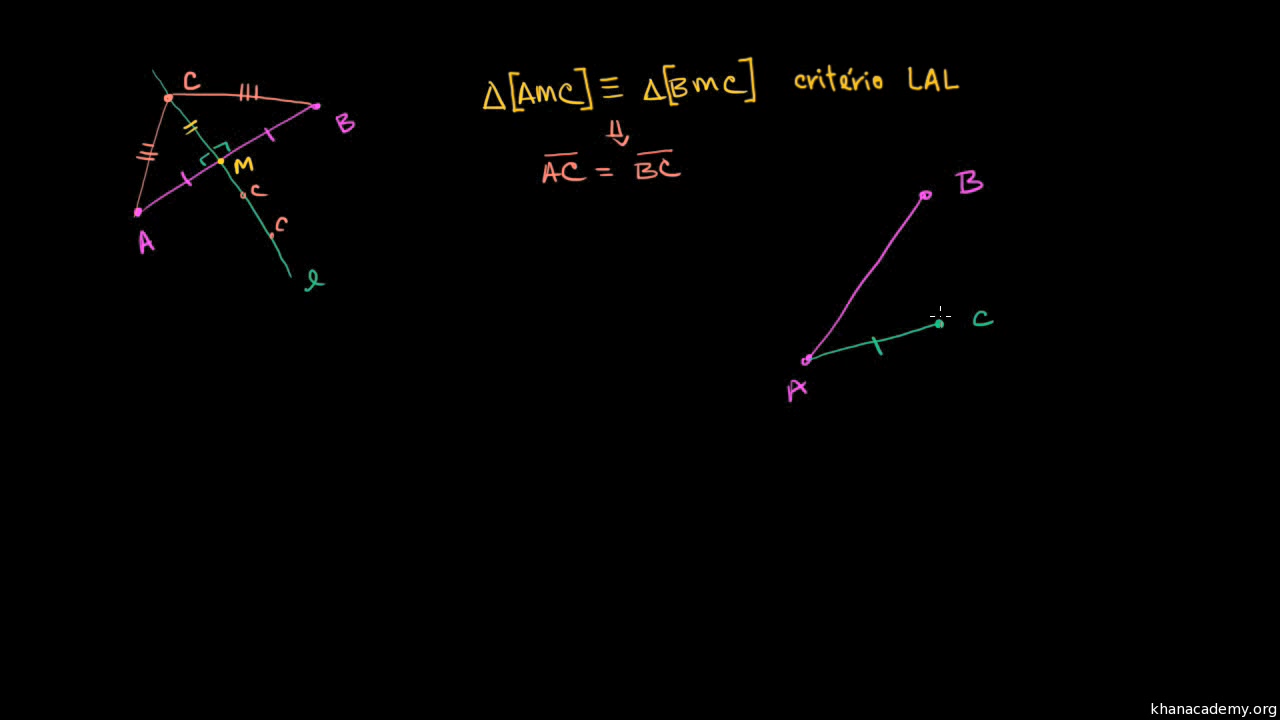 Δ[AMC] ≡ Δ[BMC] critério LAL
⇓
AC = BC
C
B
M
A
C
C
l
B
C
A
khanacademy.org